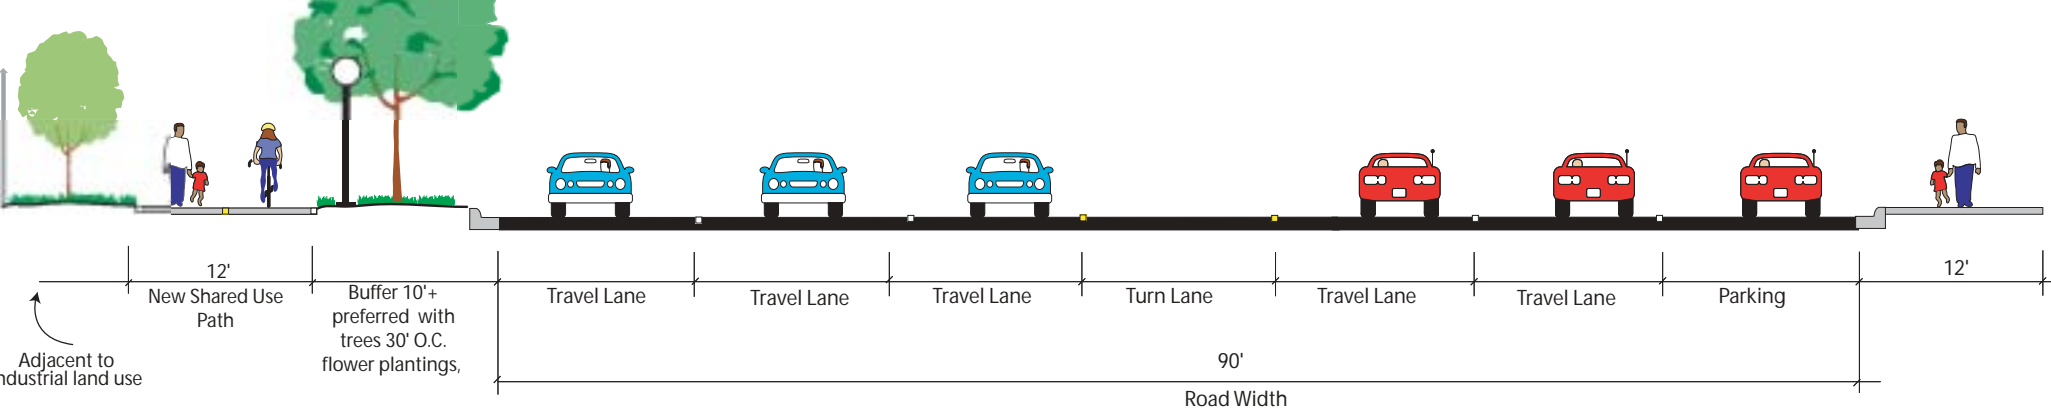 12'
New Shared Use
Path
Buffer 10'+
preferred with
trees 30' O.C.
flower plantings,
Travel Lane
Travel Lane
Travel Lane
Turn Lane
Travel Lane
Travel Lane
Parking
12'
Adjacent to
ndustrial land use
90'
Road Width